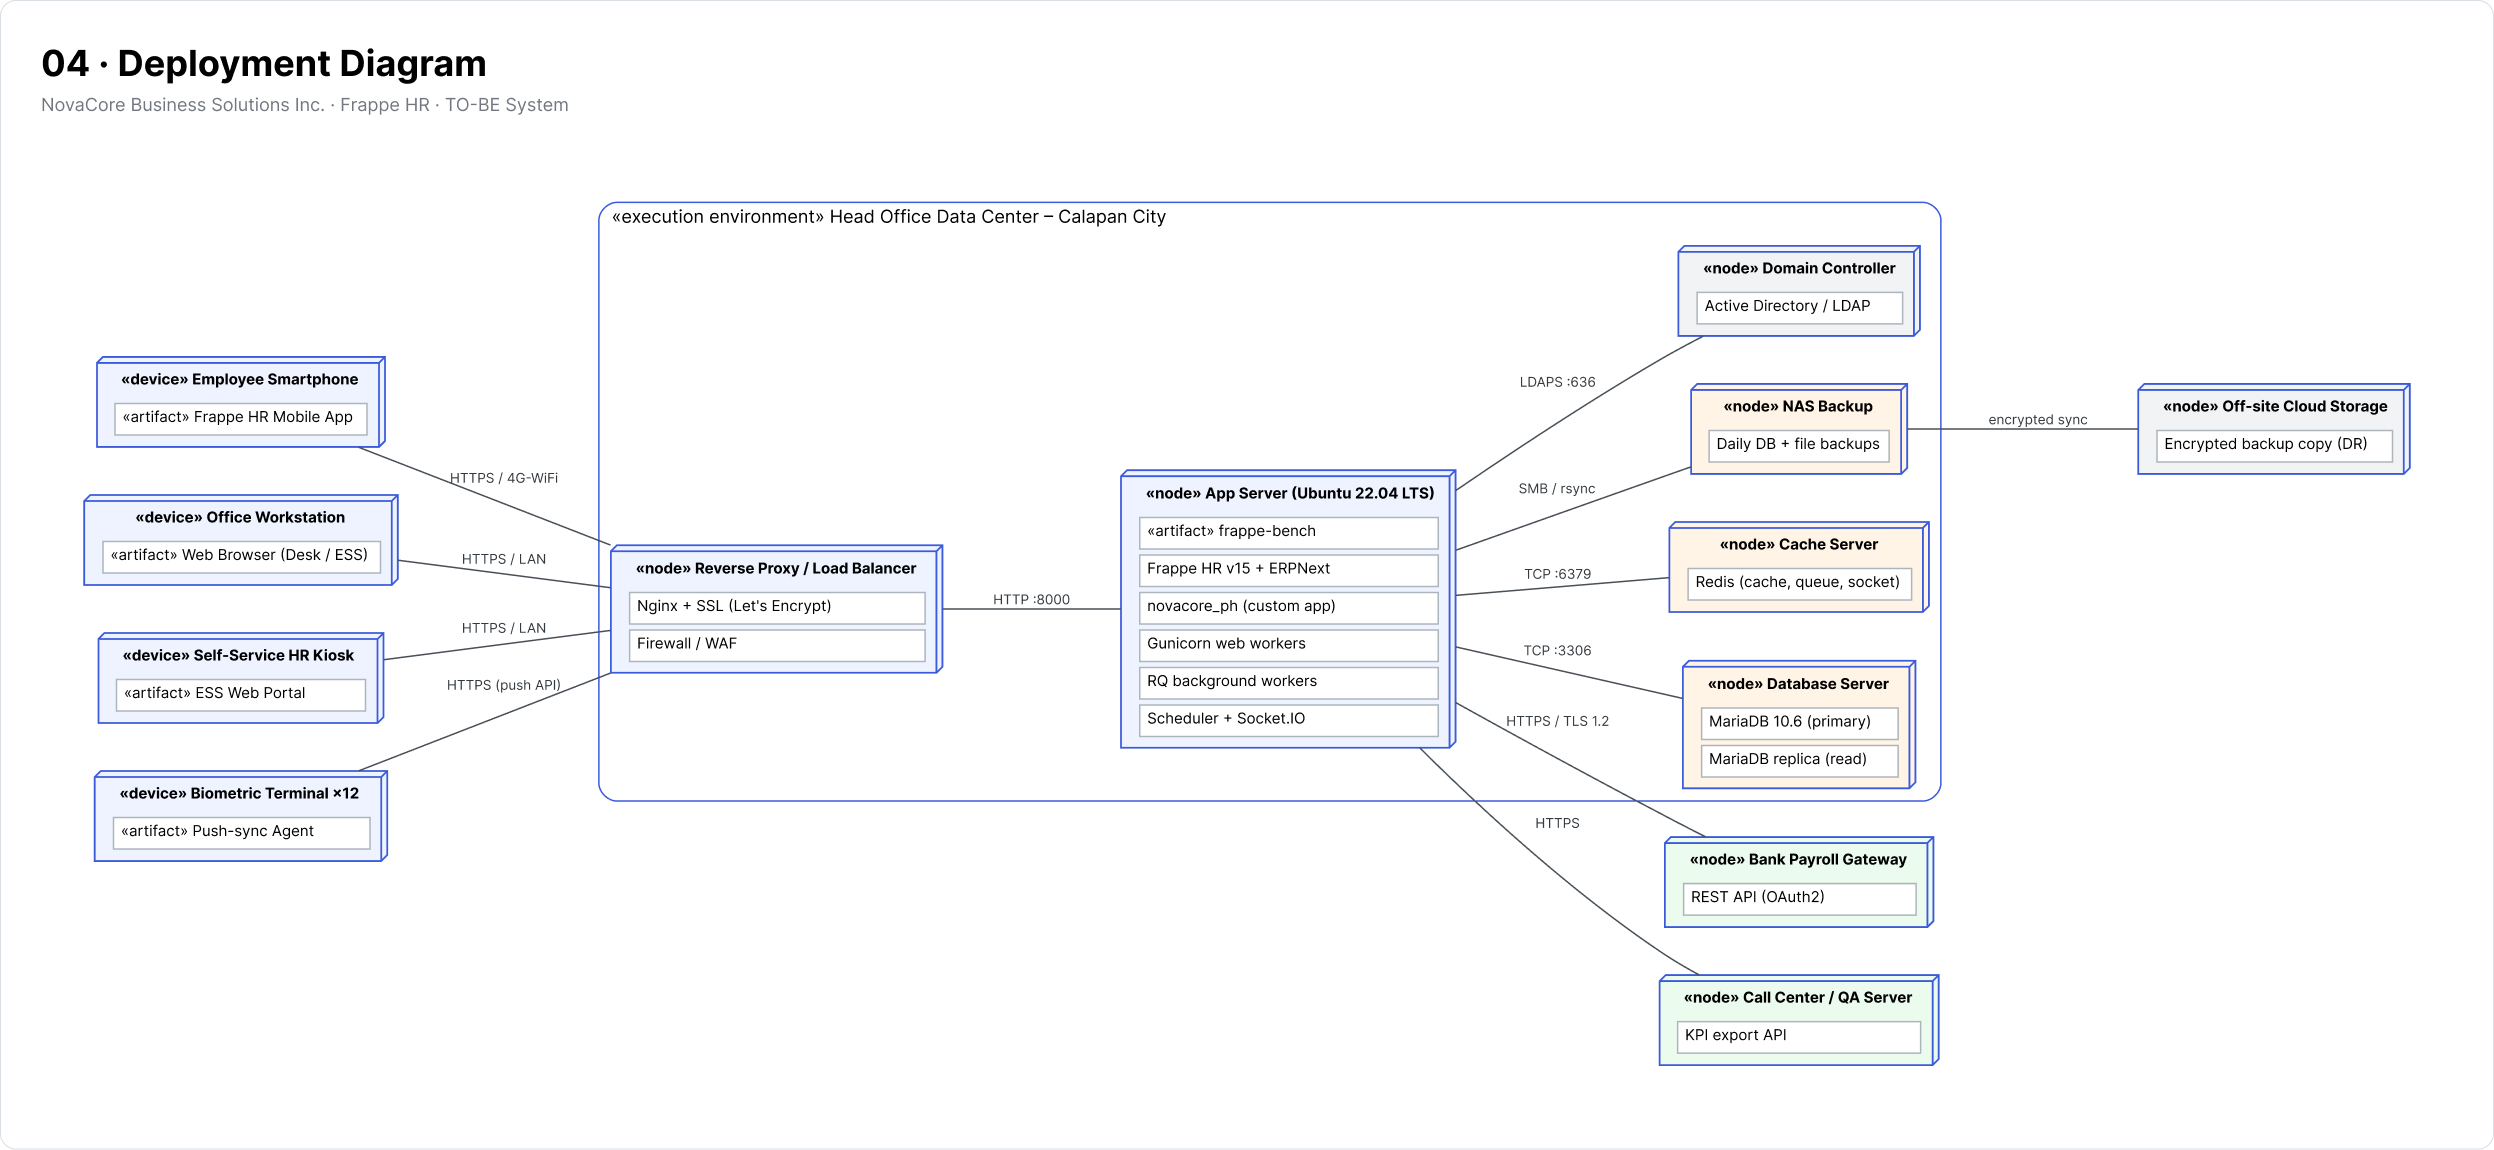 04 · Deployment Diagram
NovaCore Business Solutions Inc. · Frappe HR · TO-BE System
«execution environment» Head Office Data Center – Calapan City
«device» Employee Smartphone
«artifact» Frappe HR Mobile App
HTTPS / 4G-WiFi
«device» Office Workstation
«artifact» Web Browser (Desk / ESS)
HTTPS / LAN
«device» Self-Service HR Kiosk
«artifact» ESS Web Portal
HTTPS / LAN
«device» Biometric Terminal ×12
«artifact» Push-sync Agent
HTTPS (push API)
«node» Reverse Proxy / Load Balancer
Nginx + SSL (Let's Encrypt)
Firewall / WAF
HTTP :8000
«node» App Server (Ubuntu 22.04 LTS)
«artifact» frappe-bench
Frappe HR v15 + ERPNext
novacore_ph (custom app)
Gunicorn web workers
RQ background workers
Scheduler + Socket.IO
LDAPS :636
«node» Domain Controller
Active Directory / LDAP
SMB / rsync
«node» NAS Backup
Daily DB + file backups
encrypted sync
«node» Off-site Cloud Storage
Encrypted backup copy (DR)
TCP :6379
«node» Cache Server
Redis (cache, queue, socket)
TCP :3306
«node» Database Server
MariaDB 10.6 (primary)
MariaDB replica (read)
HTTPS / TLS 1.2
«node» Bank Payroll Gateway
REST API (OAuth2)
HTTPS
«node» Call Center / QA Server
KPI export API